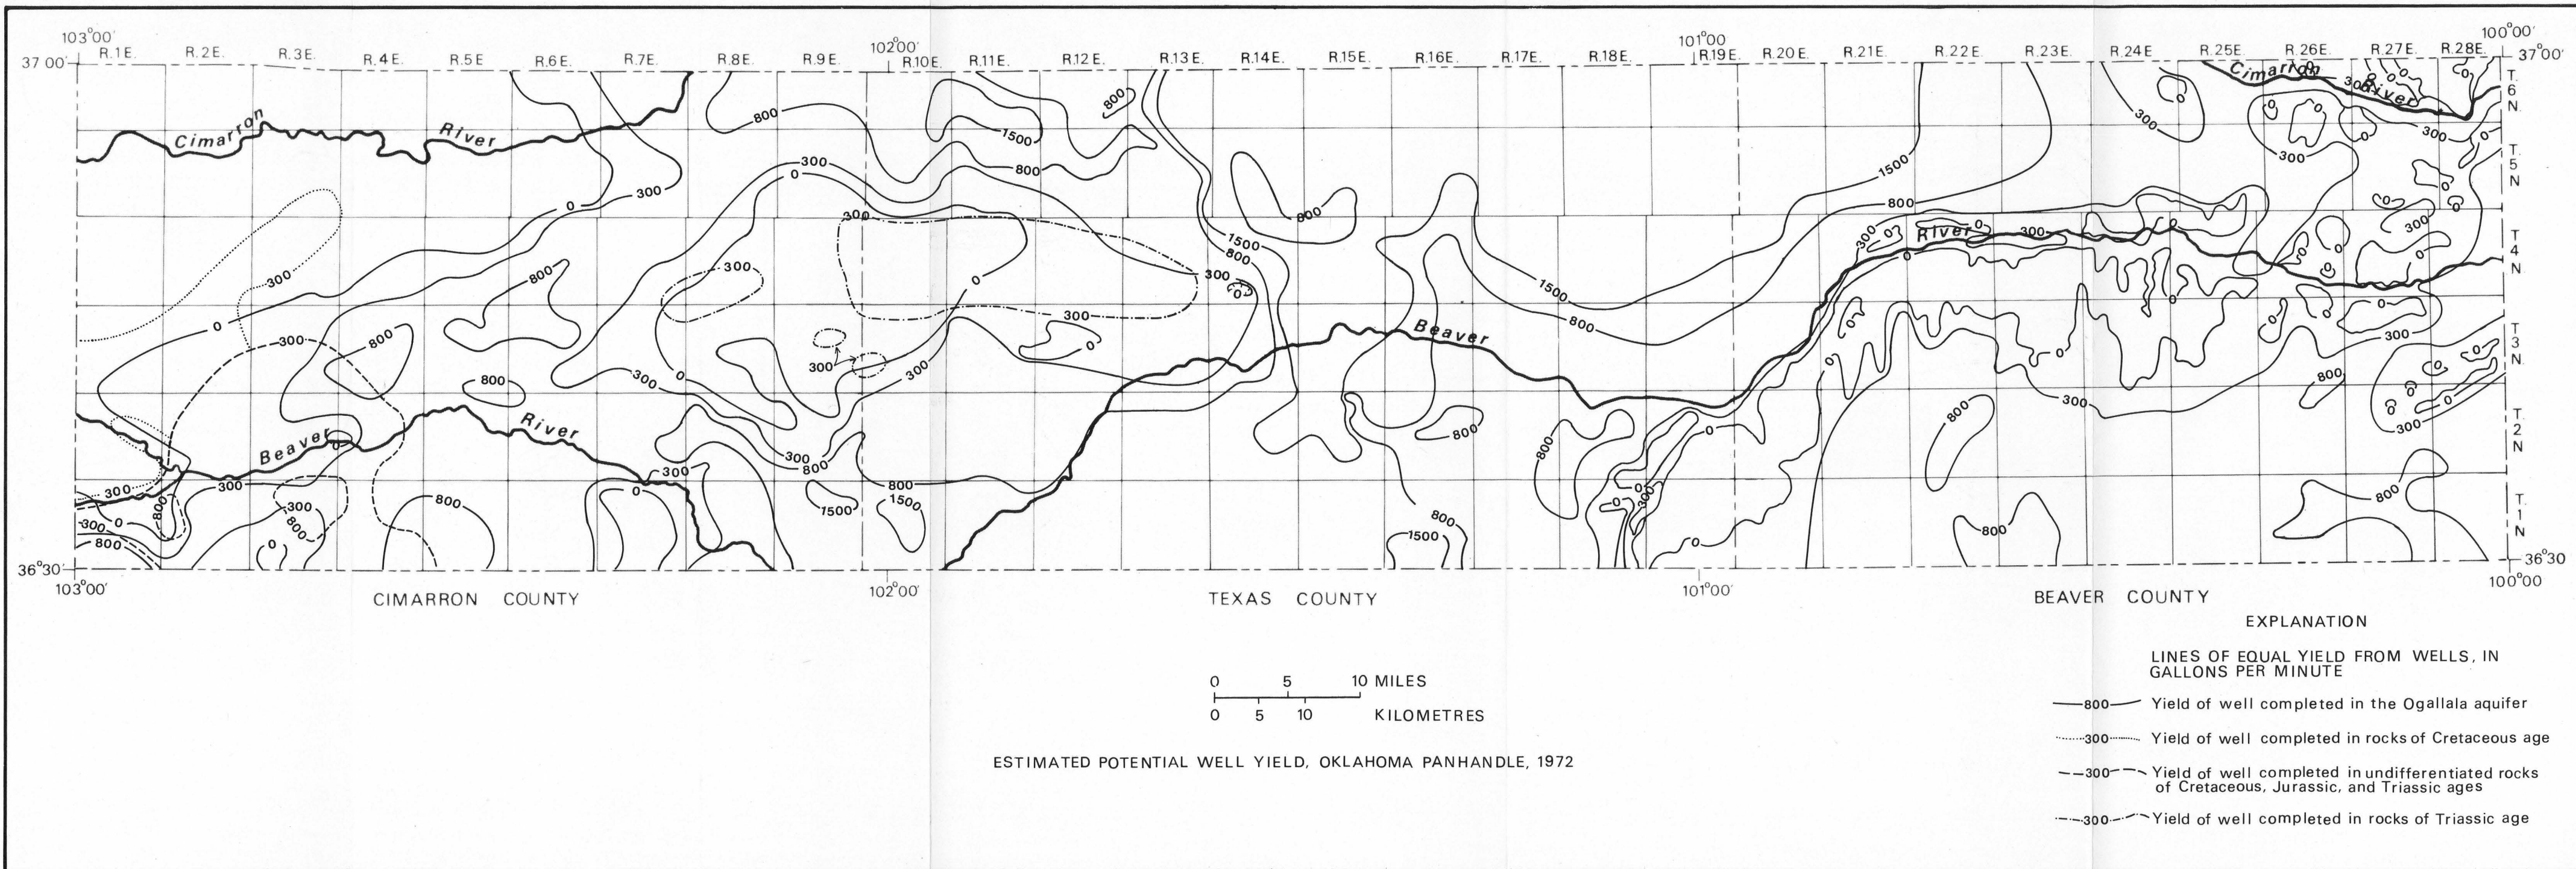 103°00' 102°00' 101°00' 100°00'
R.1E. R.2E. R.3E. R.4E. R.5E R.6E. R.7E. R.8E. R.9E R.10E. R.11E. R.12E. R.13E. R.14E. R.15E. R.16E. R.17E. R.18E. R.19E. R.20E. R.21E. R.22E. R.23E. R.24E R.25E. R.26E. R.27E. R.28E.
37 00' 37°00'
T. 6 N.
T. 5 N
T. 4 N
T. 3 N.
T. 2 N
T. 1 N
Cimarron River
Cimarron River
Beaver River
Beaver
River
0 300 800 1500
36°30' 36°30
103°00' 102°00' 101°00' 100°00
CIMARRON COUNTY TEXAS COUNTY BEAVER COUNTY
EXPLANATION
LINES OF EQUAL YIELD FROM WELLS, IN
GALLONS PER MINUTE
800 Yield of well completed in the Ogallala aquifer
300 Yield of well completed in rocks of Cretaceous age
300 Yield of well completed in undifferentiated rocks
of Cretaceous, Jurassic, and Triassic ages
300 Yield of well completed in rocks of Triassic age
0 5 10 MILES
0 5 10 KILOMETRES
ESTIMATED POTENTIAL WELL YIELD, OKLAHOMA PANHANDLE, 1972